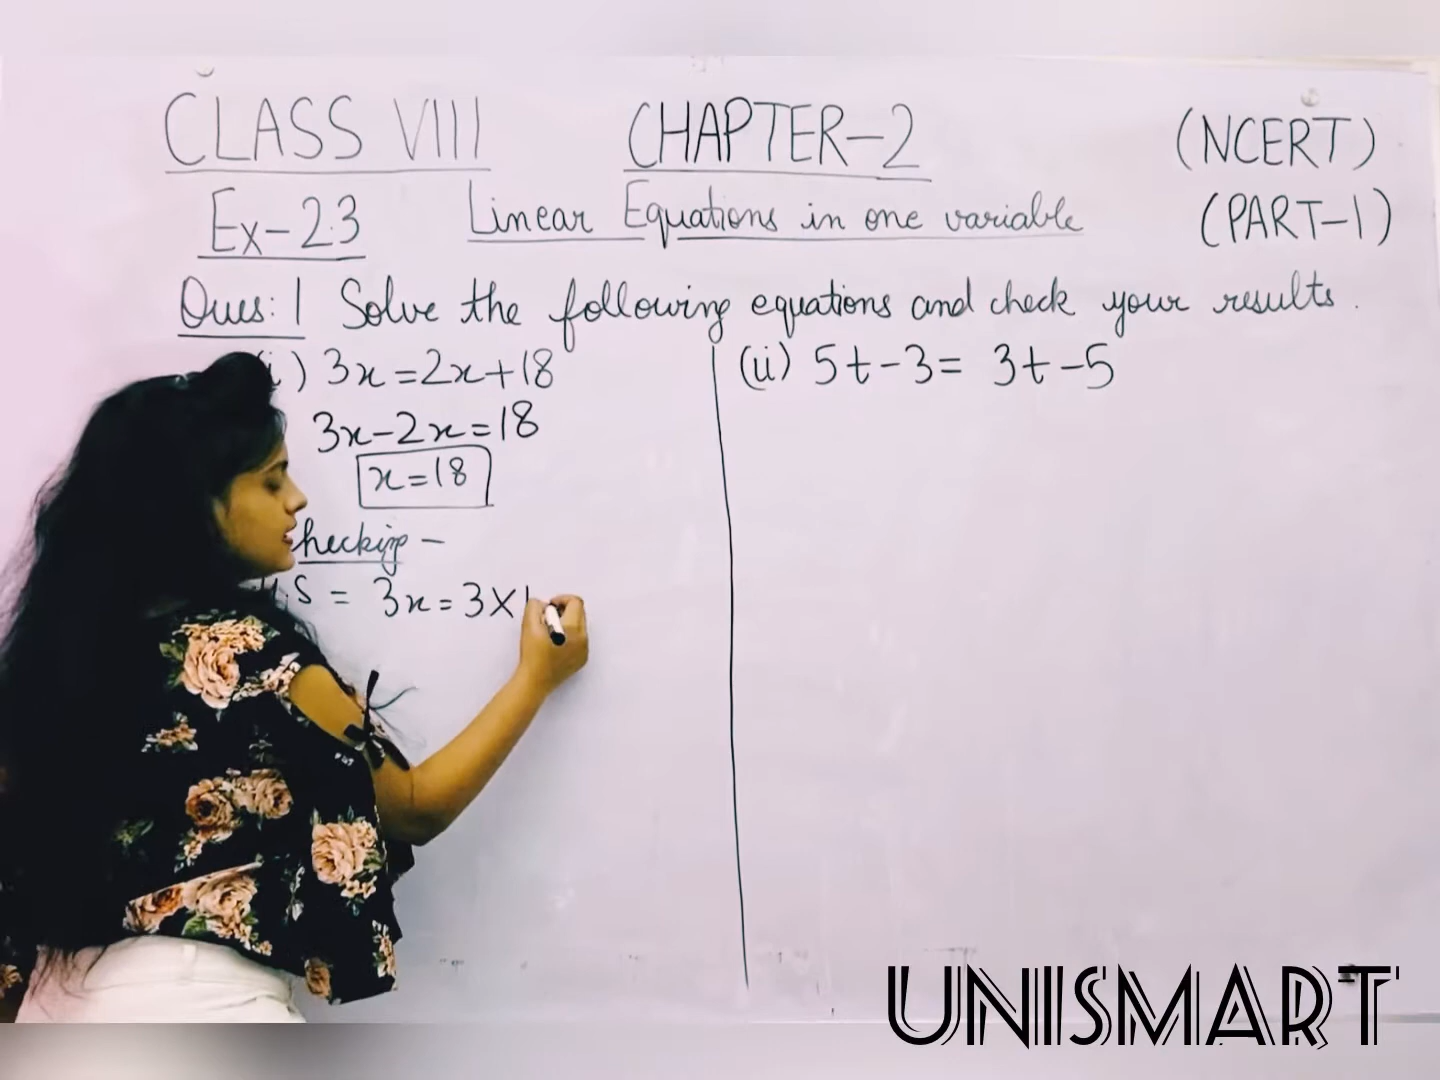 CLASS VIII CHAPTER-2 (NCERT)
Ex-2.3 Linear Equations in one variable (PART-1)
Ques:1 Solve the following equations and check your results.
i) 3x=2x+18
3x-2x=18
x=18
hecking -
.S = 3x=3×1
(ii) 5t-3= 3t-5
UNISMART